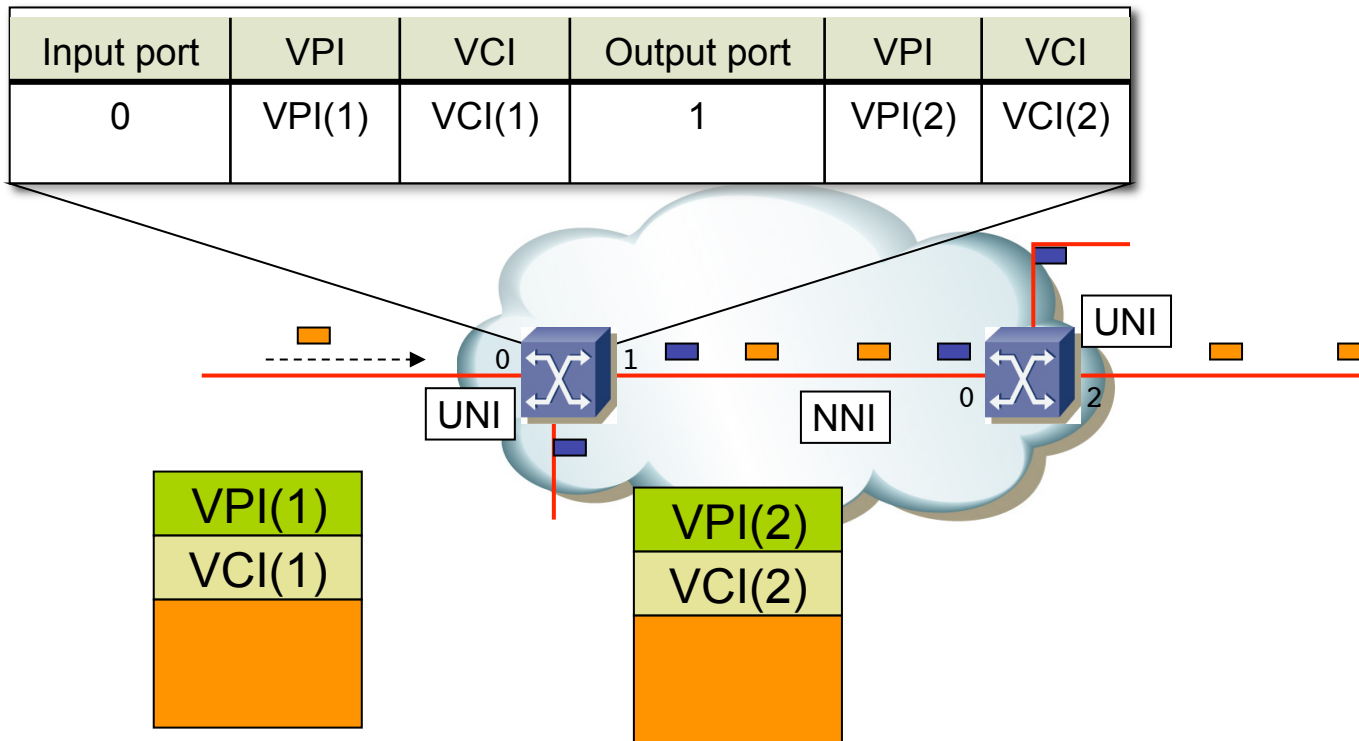 Input port VPI VCI Output port VPI VCI
0 VPI(1) VCI(1) 1 VPI(2) VCI(2)
UNI
0 1
UNI NNI 0 2
VPI(1)
VCI(1)
VPI(2)
VCI(2)